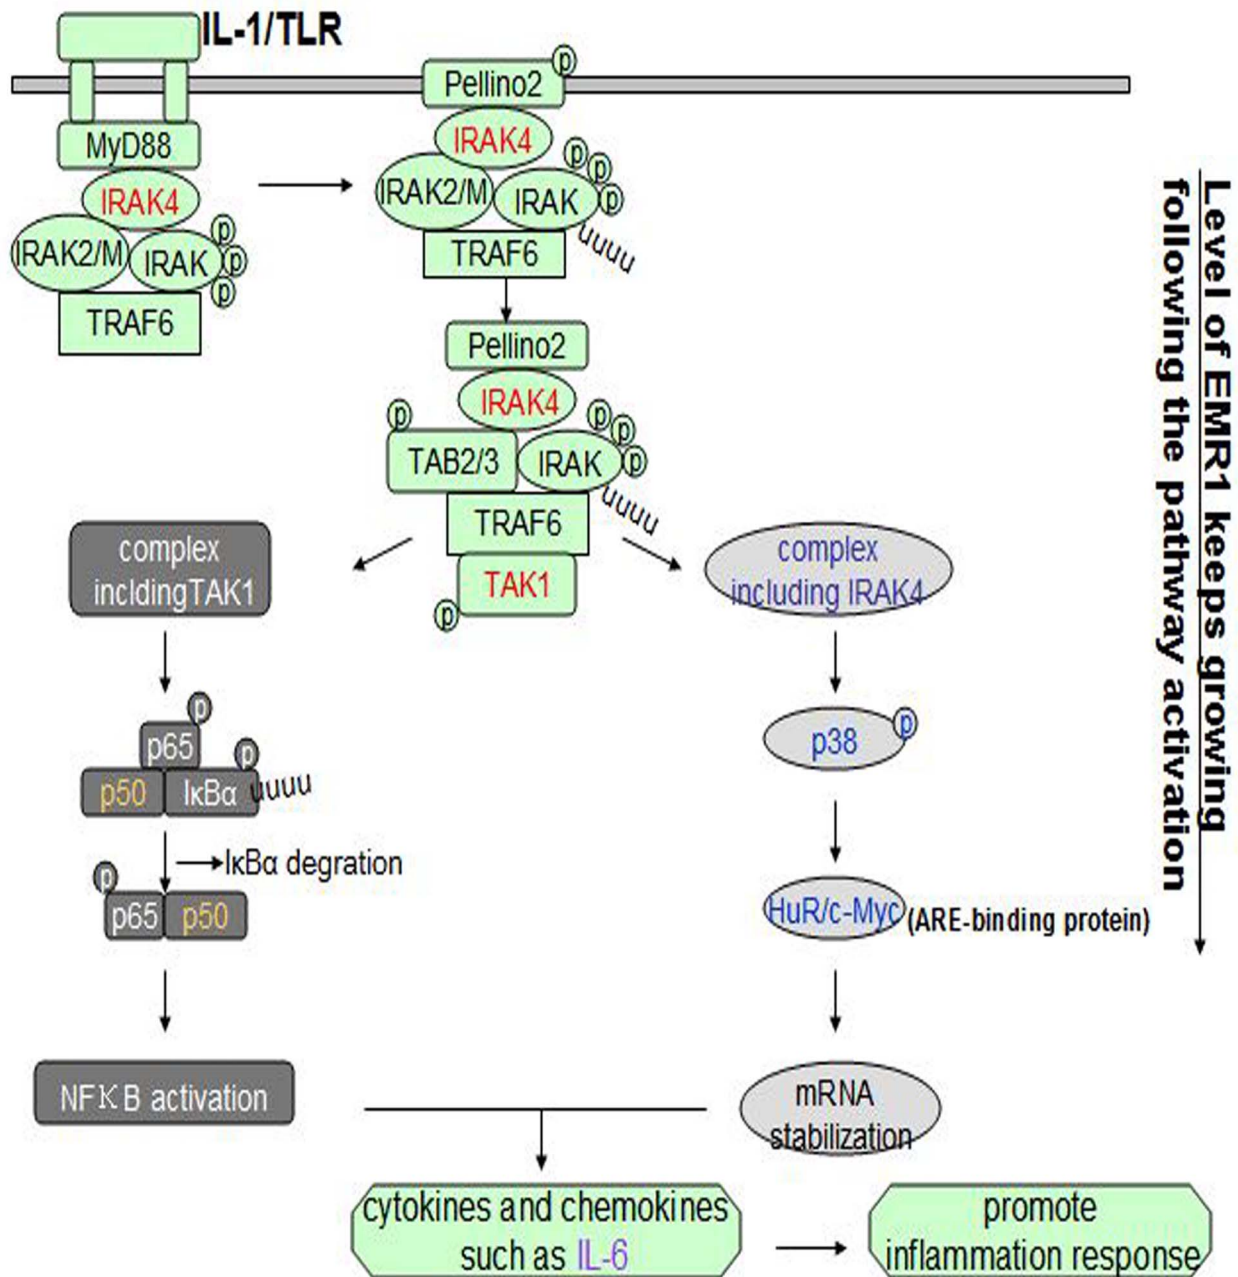 IL-1/TLR
MyD88
IRAK4
IRAK2/M
IRAK
p
p
p
TRAF6
Pellino2
p
IRAK4
IRAK2/M
IRAK
p
p
p
uuuu
TRAF6
Pellino2
IRAK4
p
TAB2/3
IRAK
p
p
p
uuuu
TRAF6
TAK1
p
complex
incldingTAK1
p
p65
p
p50
IκBα
uuuu
IκBα degration
p
p65
p50
NFKB activation
complex
including IRAK4
p38
p
HuR/c-Myc
(ARE-binding protein)
mRNA
stabilization
cytokines and chemokines
such as IL-6
promote
inflammation response
Level of EMR1 keeps growing
following the pathway activation